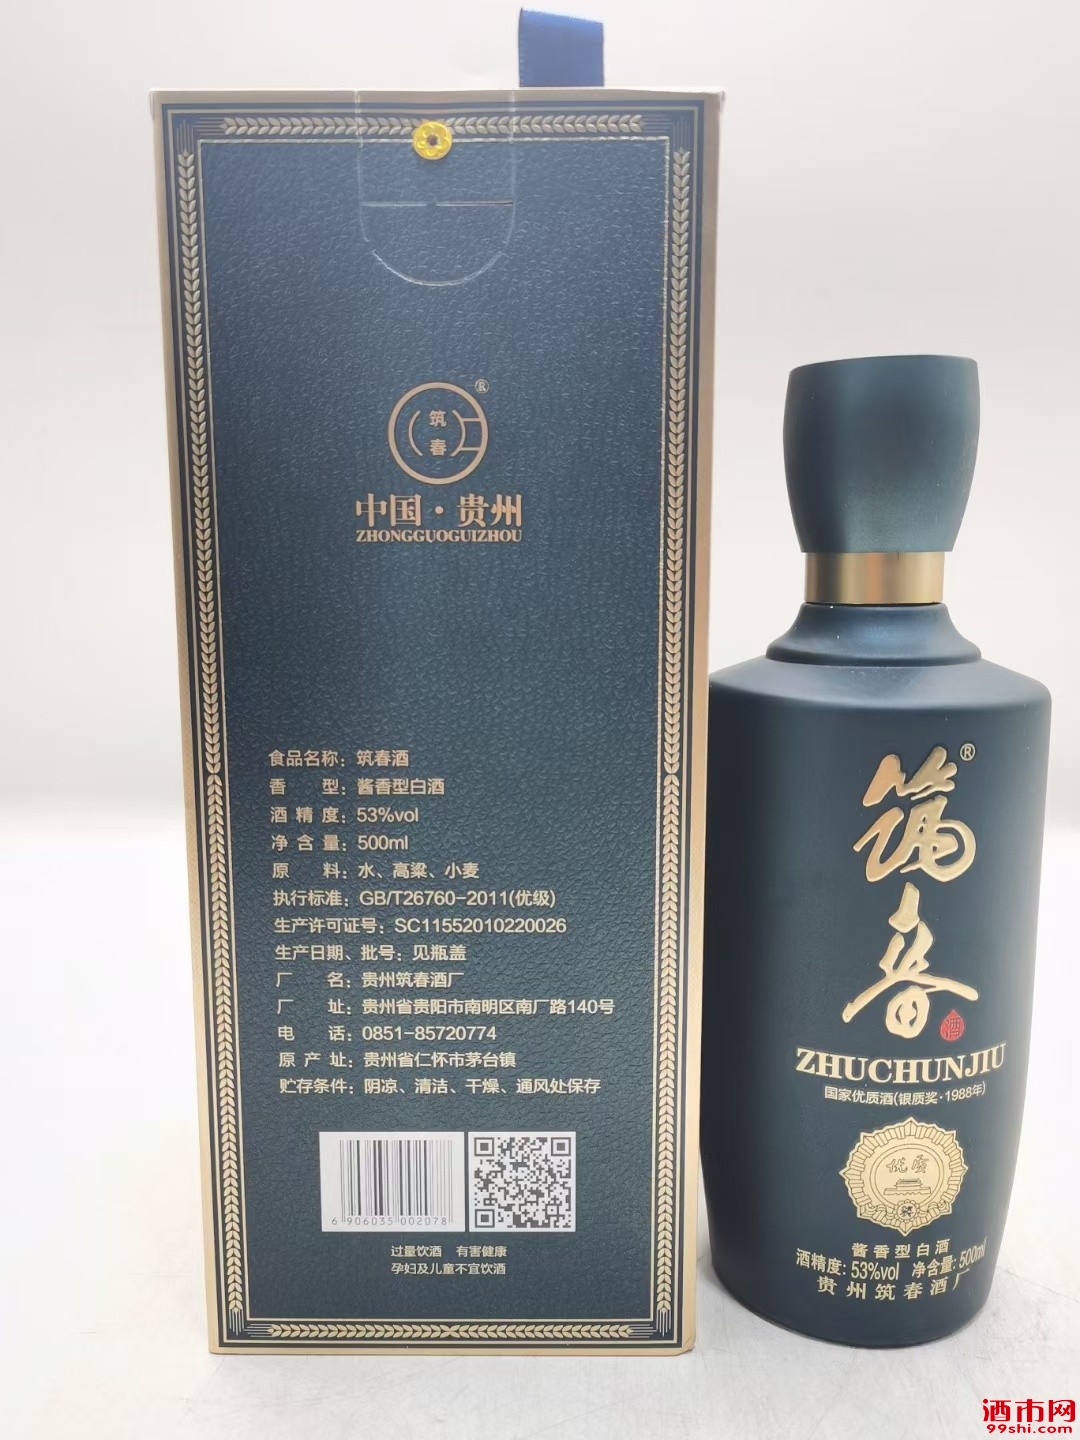 筑
春
®
中国·贵州
ZHONGGUOGUIZHOU
食品名称：筑春酒
香 型：酱香型白酒
酒精度：53%vol
净含量：500ml
原 料：水、高粱、小麦
执行标准：GB/T26760-2011(优级)
生产许可证号：SC11552010220026
生产日期、批号：见瓶盖
厂 名：贵州筑春酒厂
厂 址：贵州省贵阳市南明区南厂路140号
电 话：0851-85720774
原产址：贵州省仁怀市茅台镇
贮存条件：阴凉、清洁、干燥、通风处保存
6 906035 002078
过量饮酒 有害健康
孕妇及儿童不宜饮酒
筑®
春
酒
ZHUCHUNJIU
国家优质酒(银质奖·1988年)
优质
奖
酱香型白酒
酒精度：53%vol 净含量：500ml
贵州筑春酒厂
酒市网
99shi.com